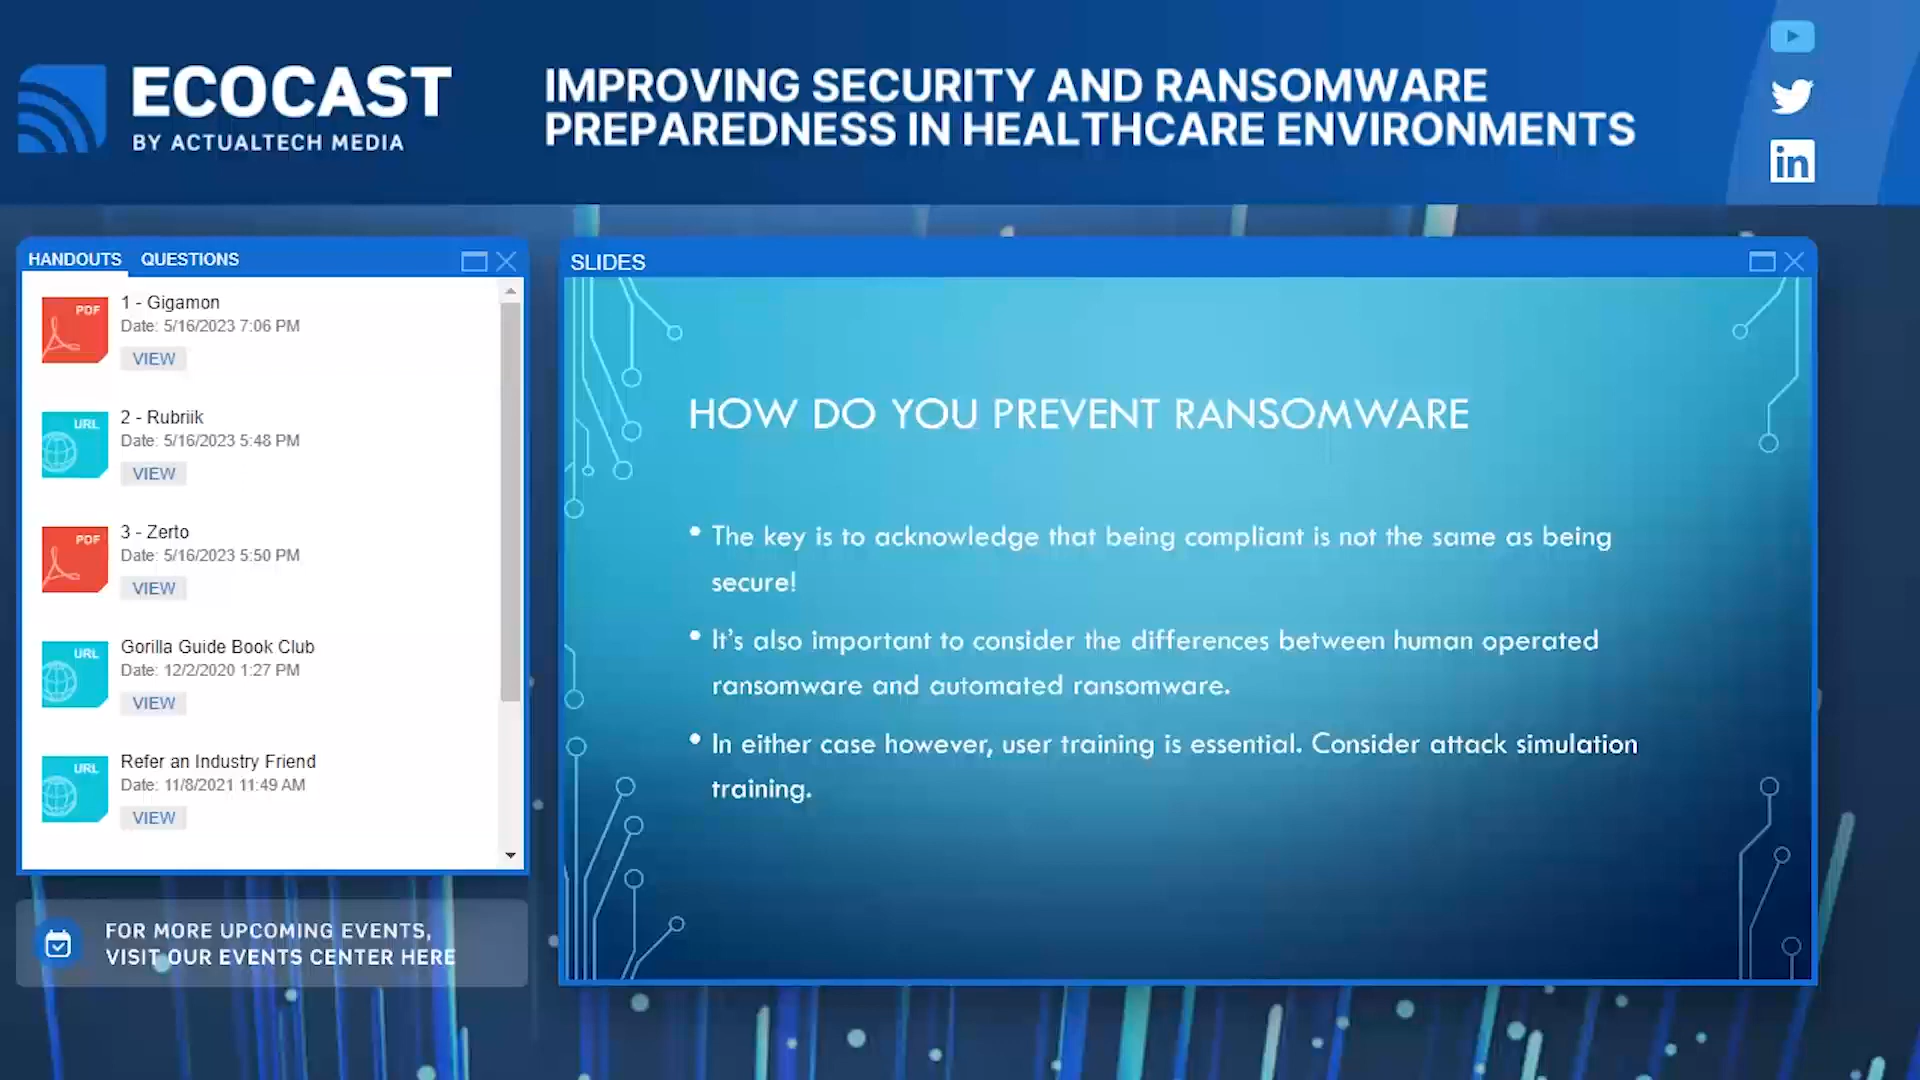 ECOCAST
BY ACTUALTECH MEDIA
IMPROVING SECURITY AND RANSOMWARE
PREPAREDNESS IN HEALTHCARE ENVIRONMENTS
in
HANDOUTS QUESTIONS
PDF
1 - Gigamon
Date: 5/16/2023 7:06 PM
VIEW
URL
2 - Rubriik
Date: 5/16/2023 5:48 PM
VIEW
PDF
3 - Zerto
Date: 5/16/2023 5:50 PM
VIEW
URL
Gorilla Guide Book Club
Date: 12/2/2020 1:27 PM
VIEW
URL
Refer an Industry Friend
Date: 11/8/2021 11:49 AM
VIEW
FOR MORE UPCOMING EVENTS,
VISIT OUR EVENTS CENTER HERE
SLIDES
HOW DO YOU PREVENT RANSOMWARE
• The key is to acknowledge that being compliant is not the same as being
secure!
• It's also important to consider the differences between human operated
ransomware and automated ransomware.
• In either case however, user training is essential. Consider attack simulation
training.